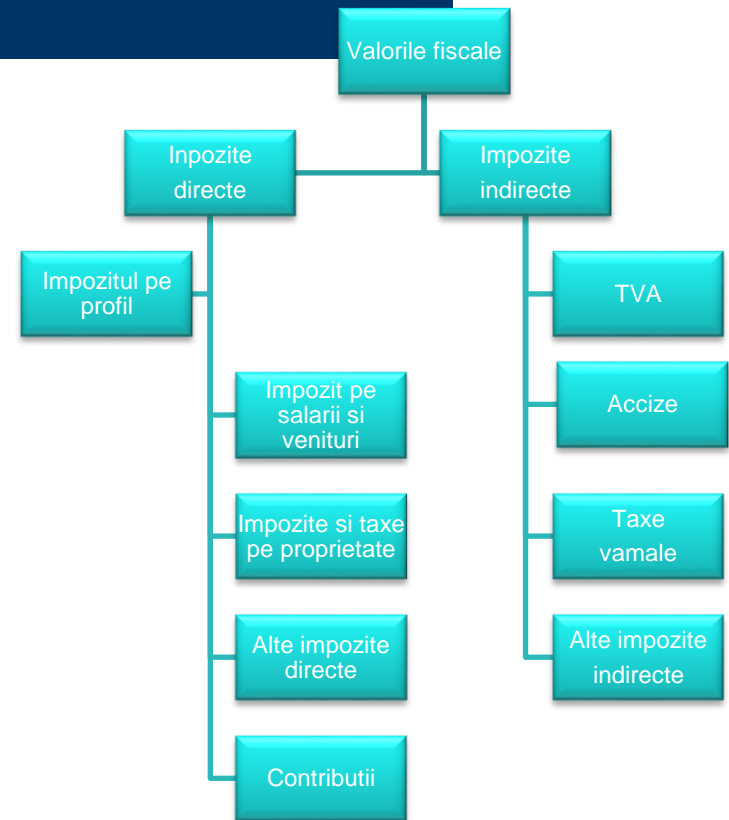 Valorile fiscale
Inpozite
directe
Impozite
indirecte
Impozitul pe
profil
Impozit pe
salarii si
venituri
Impozite si taxe
pe proprietate
Alte impozite
directe
Contributii
TVA
Accize
Taxe
vamale
Alte impozite
indirecte